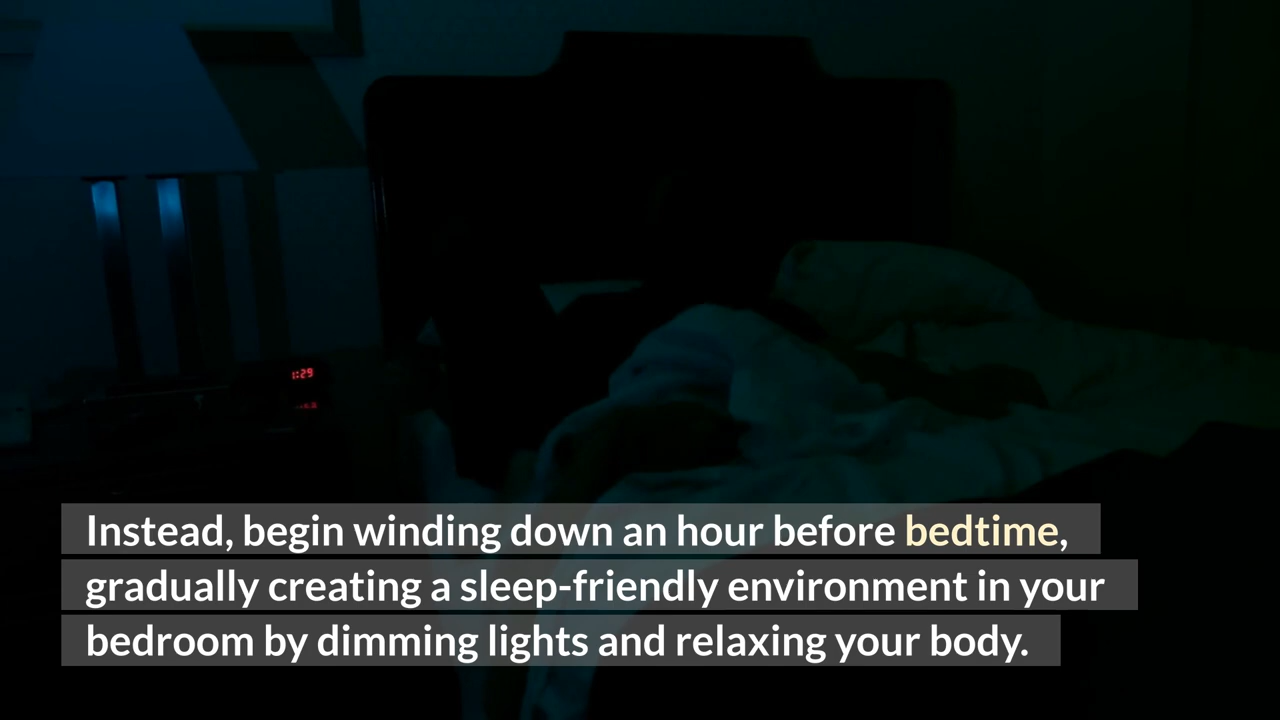 1:29
Instead, begin winding down an hour before bedtime,
gradually creating a sleep-friendly environment in your
bedroom by dimming lights and relaxing your body.